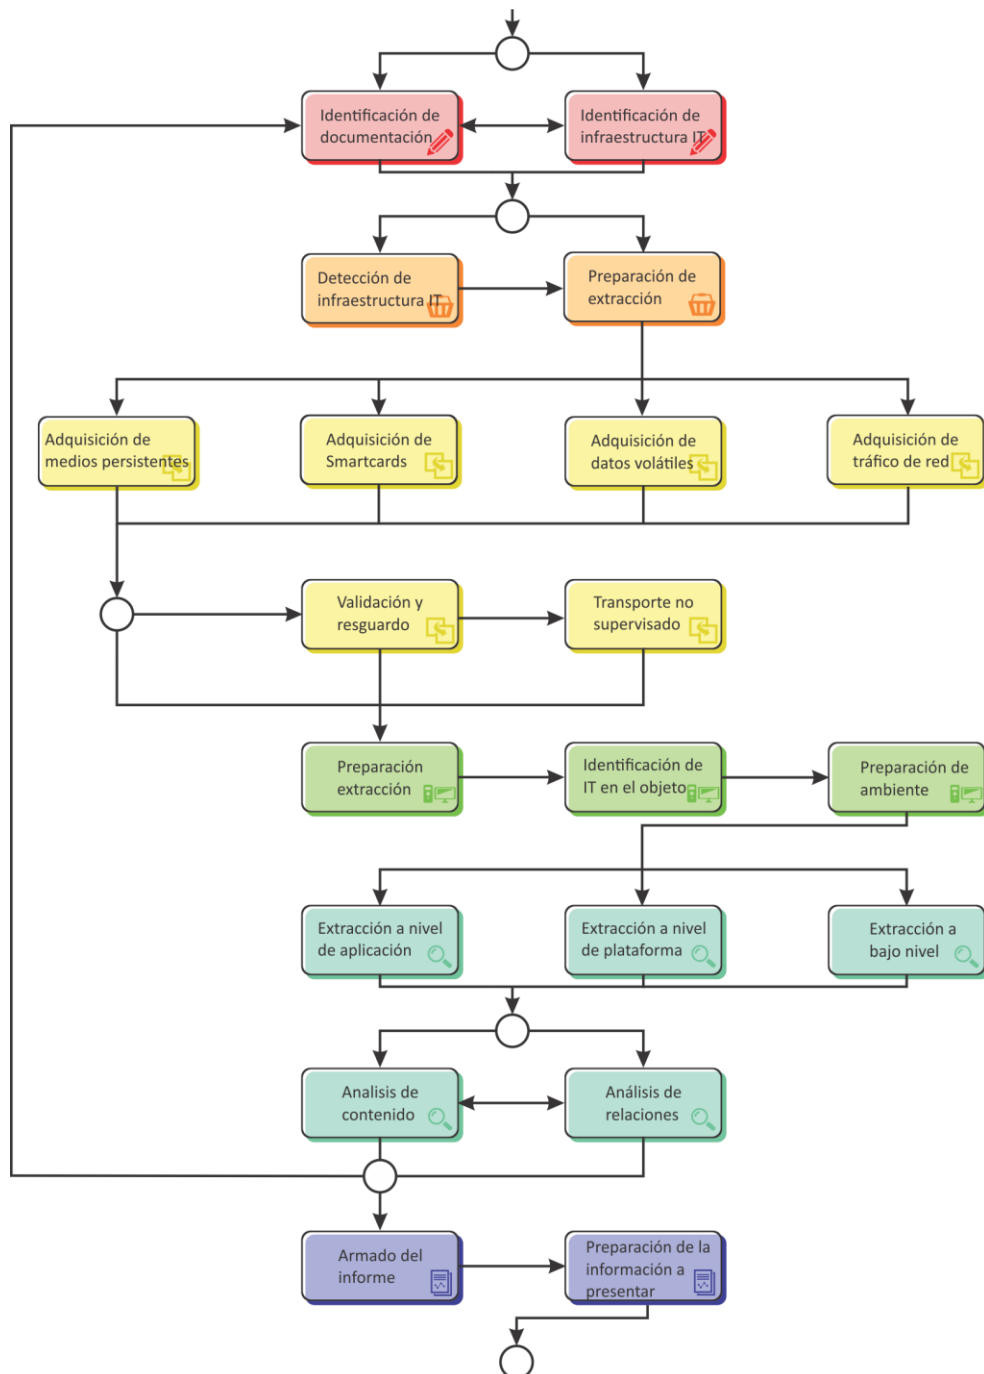 Identificación de
documentación
Identificación de
infraestructura IT
Detección de
infraestructura IT
Preparación de
extracción
Adquisición de
medios persistentes
Adquisición de
Smartcards
Adquisición de
datos volátiles
Adquisición de
tráfico de red
Validación y
resguardo
Transporte no
supervisado
Preparación
extracción
Identificación de
IT en el objeto
Preparación de
ambiente
Extracción a nivel
de aplicación
Extracción a nivel
de plataforma
Extracción a
bajo nivel
Analisis de
contenido
Análisis de
relaciones
Armado del
informe
Preparación de la
información a
presentar